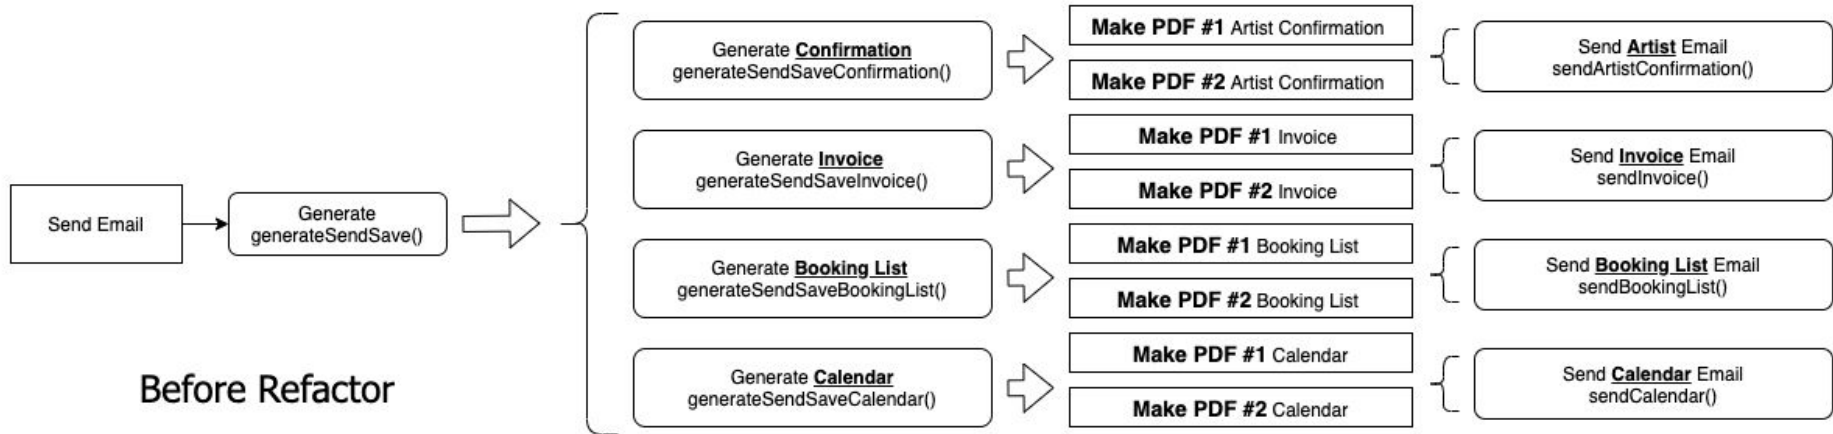 Send Email
Generate
generateSendSave()
Before Refactor
Generate Confirmation
generateSendSaveConfirmation()
Make PDF #1 Artist Confirmation
Make PDF #2 Artist Confirmation
Send Artist Email
sendArtistConfirmation()
Generate Invoice
generateSendSaveInvoice()
Make PDF #1 Invoice
Make PDF #2 Invoice
Send Invoice Email
sendInvoice()
Generate Booking List
generateSendSaveBookingList()
Make PDF #1 Booking List
Make PDF #2 Booking List
Send Booking List Email
sendBookingList()
Generate Calendar
generateSendSaveCalendar()
Make PDF #1 Calendar
Make PDF #2 Calendar
Send Calendar Email
sendCalendar()